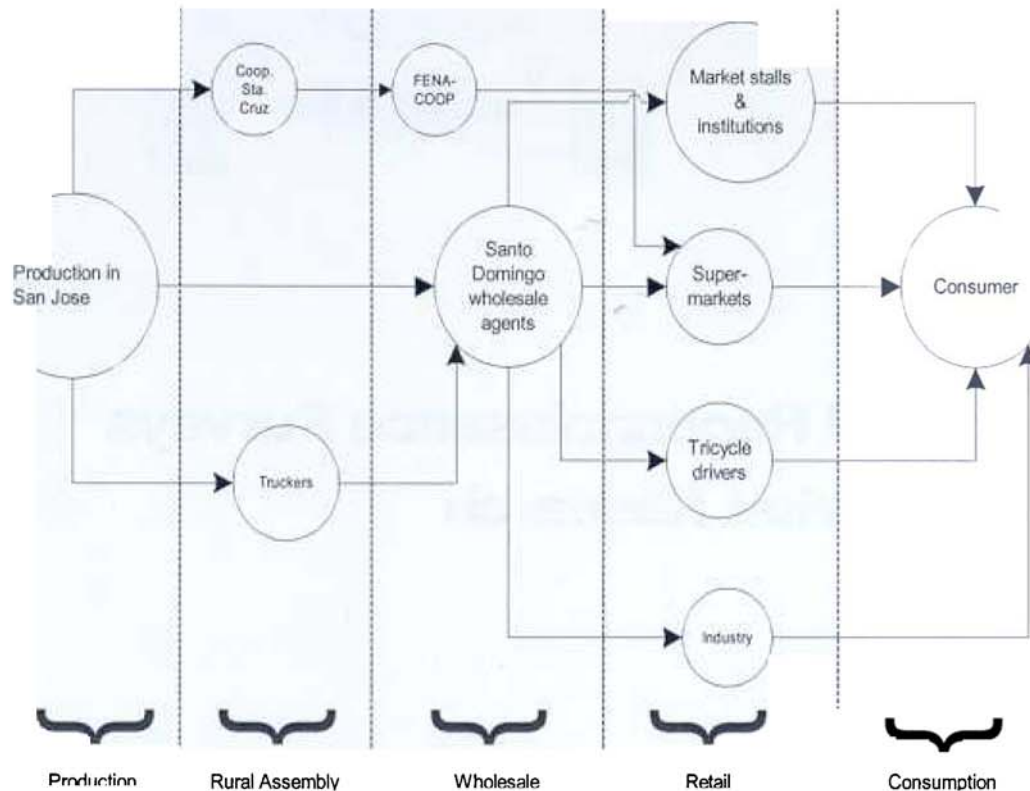 Coop.
Sta.
Cruz
FENA-
COOP
Market stalls
&
institutions
Production in
San Jose
Santo
Domingo
wholesale
agents
Super-
markets
Consumer
Truckers
Tricycle
drivers
Industry
Production
Rural Assembly
Wholesale
Retail
Consumption